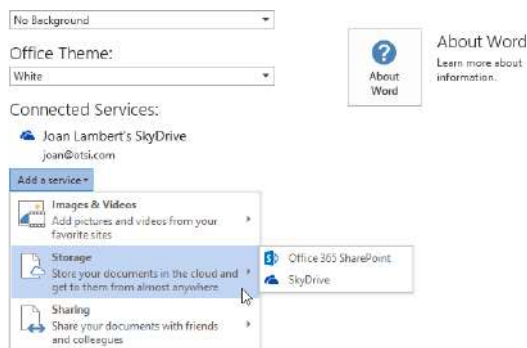 No Background
Office Theme:
White
Connected Services:
Joan Lambert's SkyDrive
joan@otsi.com
Add a service
Images & Videos
Add pictures and videos from your
favorite sites
Storage
Store your documents in the cloud and
get to them from almost anywhere
Sharing
Share your documents with friends
and colleagues
Office 365 SharePoint
SkyDrive
About
Word
About Word
Learn more about
information.